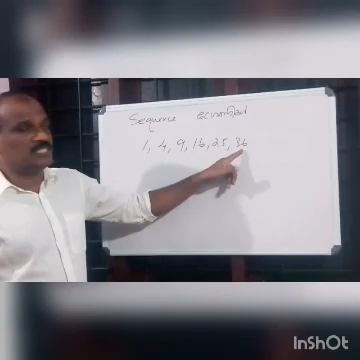 Sequence
1, 4, 9, 16, 25, 36
InShOt